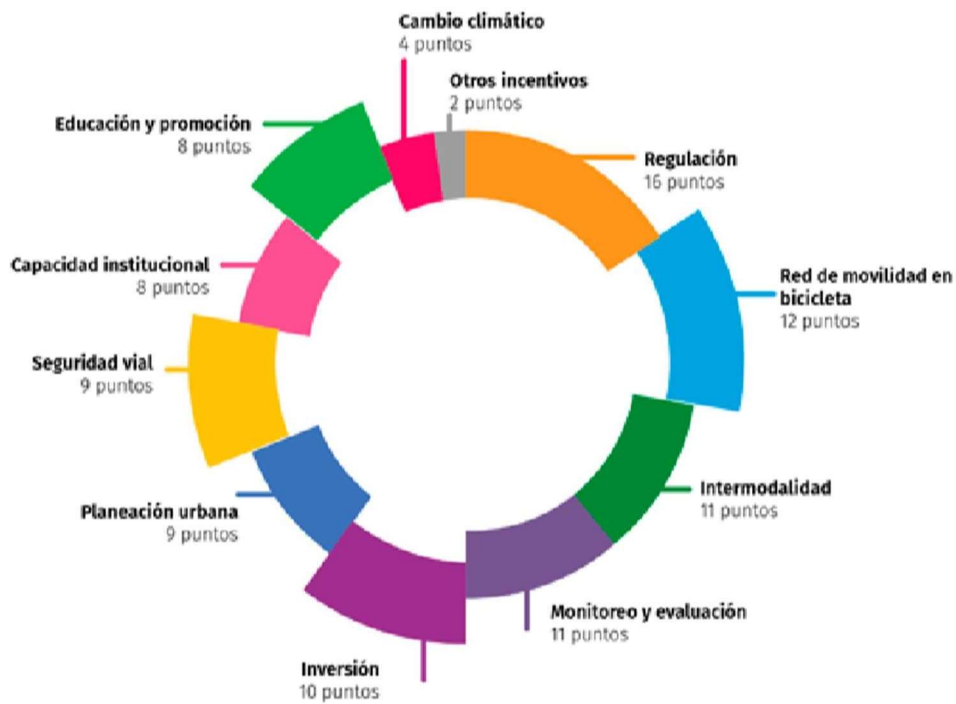 Cambio climático
4 puntos
Otros incentivos
2 puntos
Educación y promoción
8 puntos
Regulación
16 puntos
Capacidad institucional
8 puntos
Red de movilidad en
bicicleta
12 puntos
Seguridad vial
9 puntos
Intermodalidad
11 puntos
Planeación urbana
9 puntos
Monitoreo y evaluación
11 puntos
Inversión
10 puntos